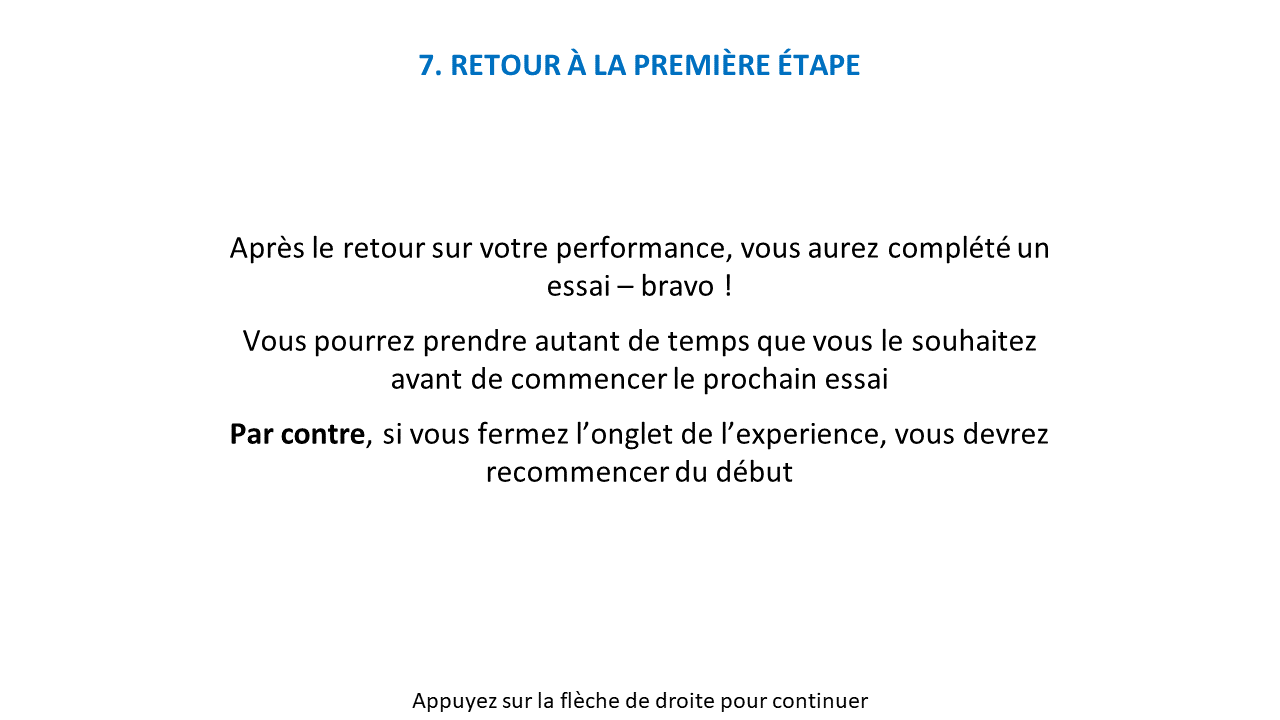 7. RETOUR À LA PREMIÈRE ÉTAPE
Après le retour sur votre performance, vous aurez complété un
essai – bravo !
Vous pourrez prendre autant de temps que vous le souhaitez
avant de commencer le prochain essai
Par contre, si vous fermez l’onglet de l’experience, vous devrez
recommencer du début
Appuyez sur la flèche de droite pour continuer